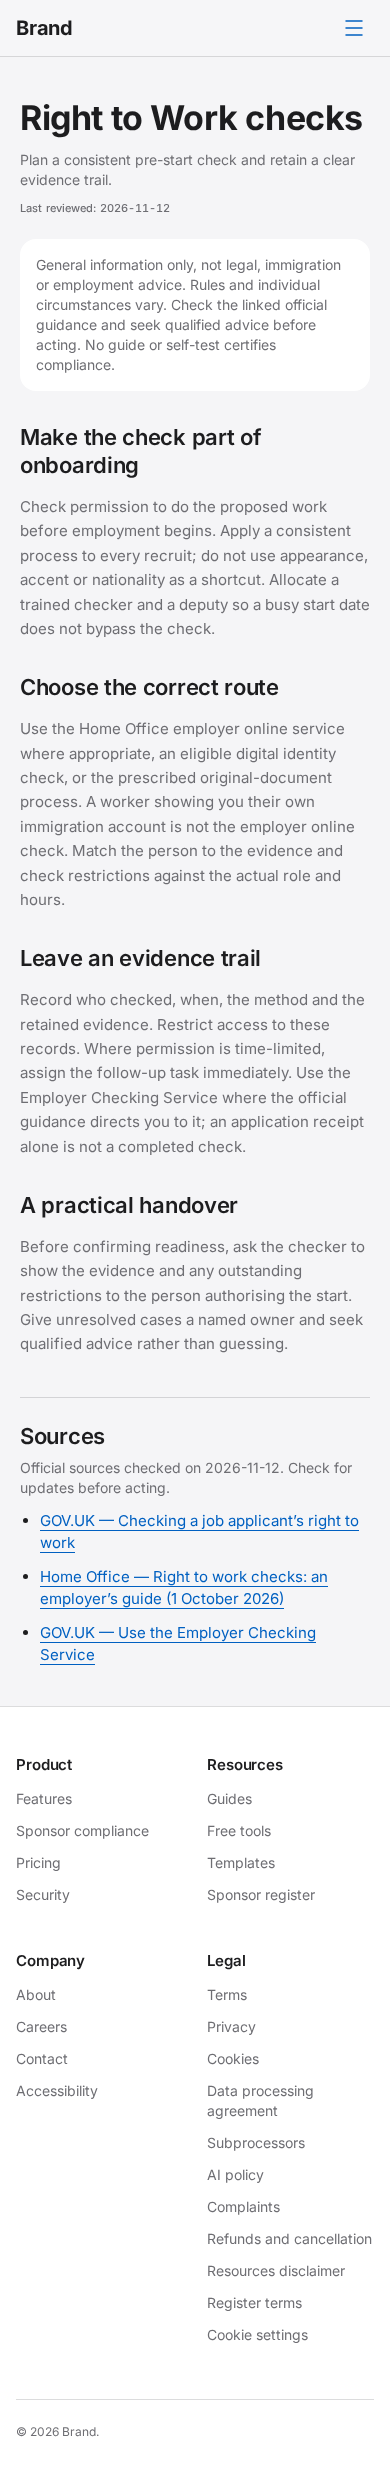 Brand
Right to Work checks
Plan a consistent pre-start check and retain a clear
evidence trail.
Last reviewed: 2026-11-12
General information only, not legal, immigration
or employment advice. Rules and individual
circumstances vary. Check the linked official
guidance and seek qualified advice before
acting. No guide or self-test certifies
compliance.
Make the check part of
onboarding
Check permission to do the proposed work
before employment begins. Apply a consistent
process to every recruit; do not use appearance,
accent or nationality as a shortcut. Allocate a
trained checker and a deputy so a busy start date
does not bypass the check.
Choose the correct route
Use the Home Office employer online service
where appropriate, an eligible digital identity
check, or the prescribed original-document
process. A worker showing you their own
immigration account is not the employer online
check. Match the person to the evidence and
check restrictions against the actual role and
hours.
Leave an evidence trail
Record who checked, when, the method and the
retained evidence. Restrict access to these
records. Where permission is time-limited,
assign the follow-up task immediately. Use the
Employer Checking Service where the official
guidance directs you to it; an application receipt
alone is not a completed check.
A practical handover
Before confirming readiness, ask the checker to
show the evidence and any outstanding
restrictions to the person authorising the start.
Give unresolved cases a named owner and seek
qualified advice rather than guessing.
Sources
Official sources checked on 2026-11-12. Check for
updates before acting.
GOV.UK — Checking a job applicant’s right to
work
Home Office — Right to work checks: an
employer’s guide (1 October 2026)
GOV.UK — Use the Employer Checking
Service
Product
Features
Sponsor compliance
Pricing
Security
Resources
Guides
Free tools
Templates
Sponsor register
Company
About
Careers
Contact
Accessibility
Legal
Terms
Privacy
Cookies
Data processing
agreement
Subprocessors
AI policy
Complaints
Refunds and cancellation
Resources disclaimer
Register terms
Cookie settings
© 2026 Brand.